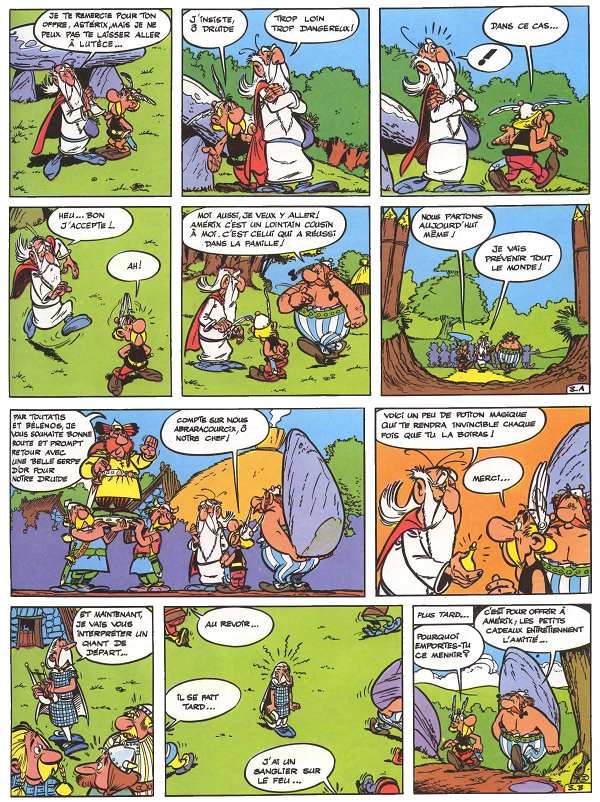 JE TE REMERCIE POUR TON
OFFRE, ASTÉRIX, MAIS JE NE
PEUX PAS TE LAISSER ALLER
À LUTÈCE...
J'INSISTE,
Ô DRUIDE
TROP LOIN
TROP DANGEREUX!
!
DANS CE CAS...
HEU... BON
J'ACCEPTE!
AH!
MOI AUSSI, JE VEUX Y ALLER!
AMÉRIX C'EST UN LOINTAIN COUSIN
À MOI. C'EST CELUI QUI A RÉUSSI
DANS LA FAMILLE!
NOUS PARTONS
AUJOURD'HUI
MÊME!
JE VAIS
PRÉVENIR TOUT
LE MONDE!
3.A
PAR TOUTATIS
ET BÉLÉNOS, JE
VOUS SOUHAITE BONNE
ROUTE ET PROMPT
RETOUR AVEC
UNE BELLE SERPE
D'OR POUR
NOTRE DRUIDE
COMPTE SUR NOUS
ABRARACOURCIX, Ô
NOTRE CHEF!
VOICI UN PEU DE POTION MAGIQUE
QUI TE RENDRA INVINCIBLE CHAQUE
FOIS QUE TU LA BOIRAS!
MERCI...
ET MAINTENANT,
JE VAIS VOUS
INTERPRÉTER UN
CHANT DE
DÉPART...
AU REVOIR...
IL SE FAIT
TARD...
J'AI UN
SANGLIER SUR
LE FEU...
PLUS TARD...
POURQUOI
EMPORTES-TU
CE MENHIR?
C'EST POUR OFFRIR À
AMÉRIX; LES PETITS
CADEAUX ENTRETIENNENT
L'AMITIÉ...
3.B